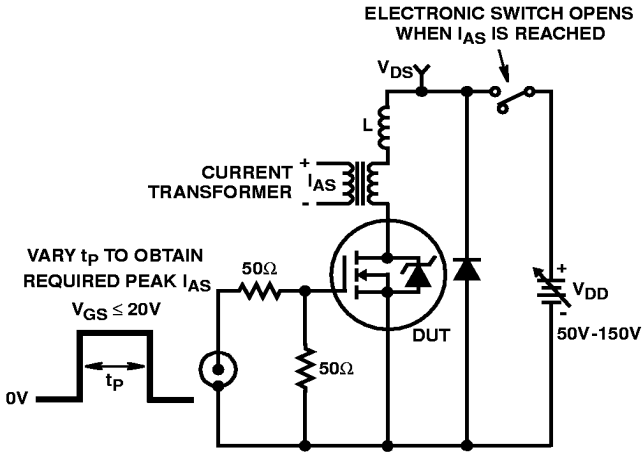 ELECTRONIC SWITCH OPENS
WHEN IAS IS REACHED
VDS
L
CURRENT
TRANSFORMER
+
IAS
-
VARY tP TO OBTAIN
REQUIRED PEAK IAS
50Ω
VGS ≤ 20V
DUT
+
VDD
-
50V-150V
50Ω
tP
0V